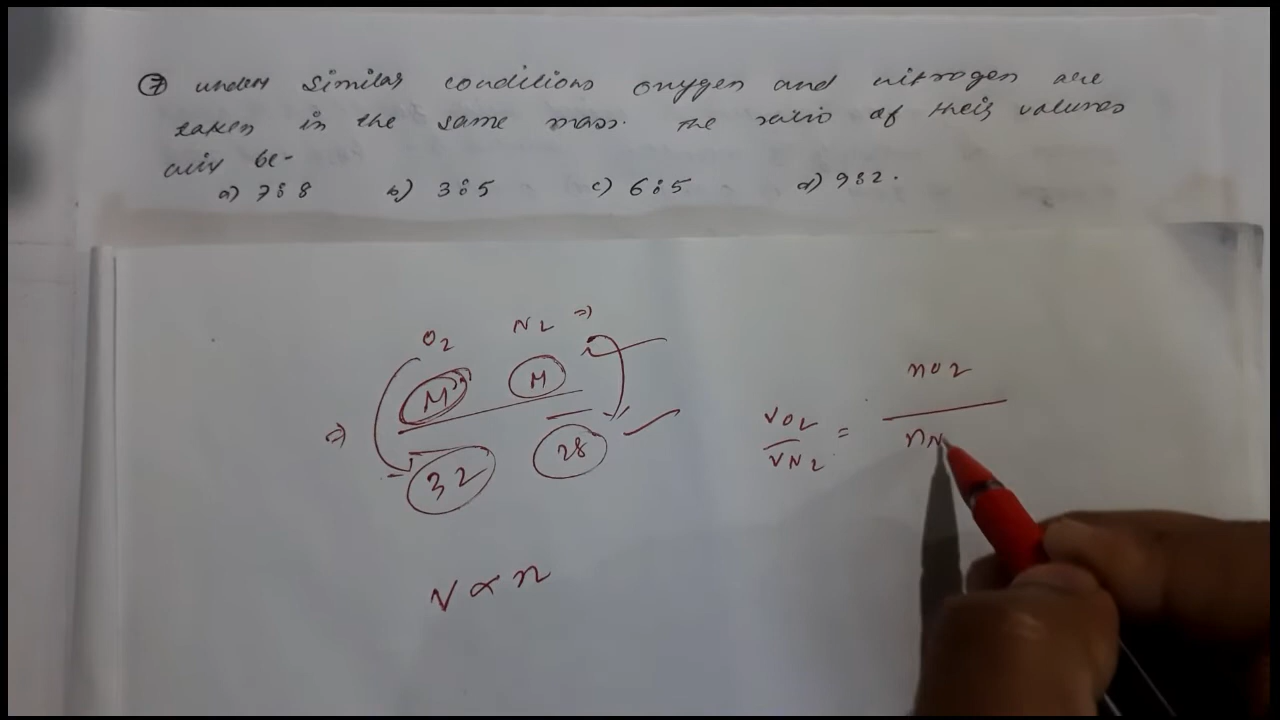 ⑦ under similar conditions oxygen and nitrogen are
taken in the same mass. The ratio of their volumes
will be-
a) 7:8 b) 3:5 c) 6:5 d) 9:2.
O2 N2 ⇒
⇒ M M
32 28
V ∝ n
VO2 / VN2 = nO2 / nN